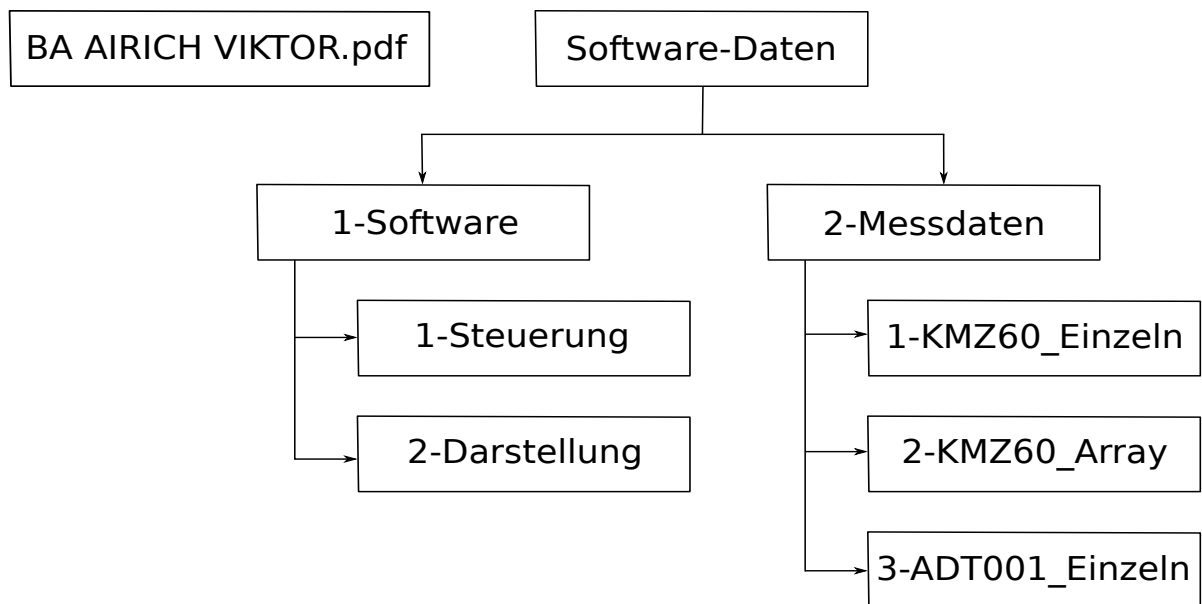 BA AIRICH VIKTOR.pdf
Software-Daten
1-Software
2-Messdaten
1-Steuerung
1-KMZ60_Einzeln
2-Darstellung
2-KMZ60_Array
3-ADT001_Einzeln